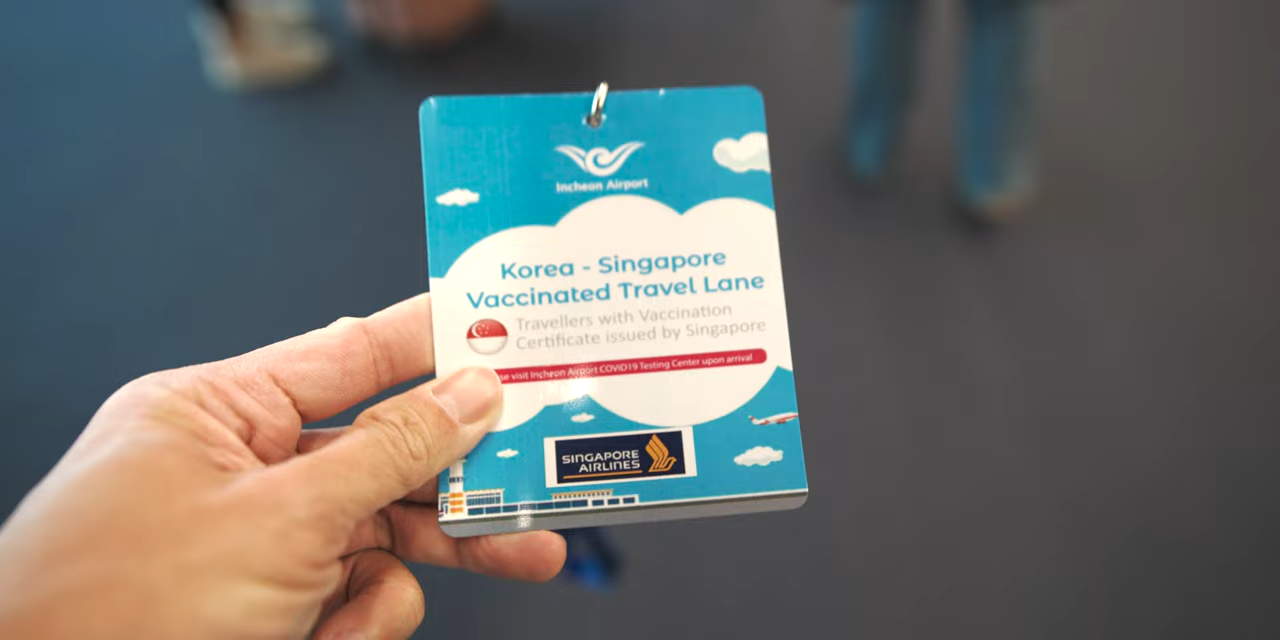 Incheon Airport
Korea - Singapore
Vaccinated Travel Lane
Travellers with Vaccination
Certificate issued by Singapore
visit Incheon Airport COVID19 Testing Center upon arrival
SINGAPORE
AIRLINES